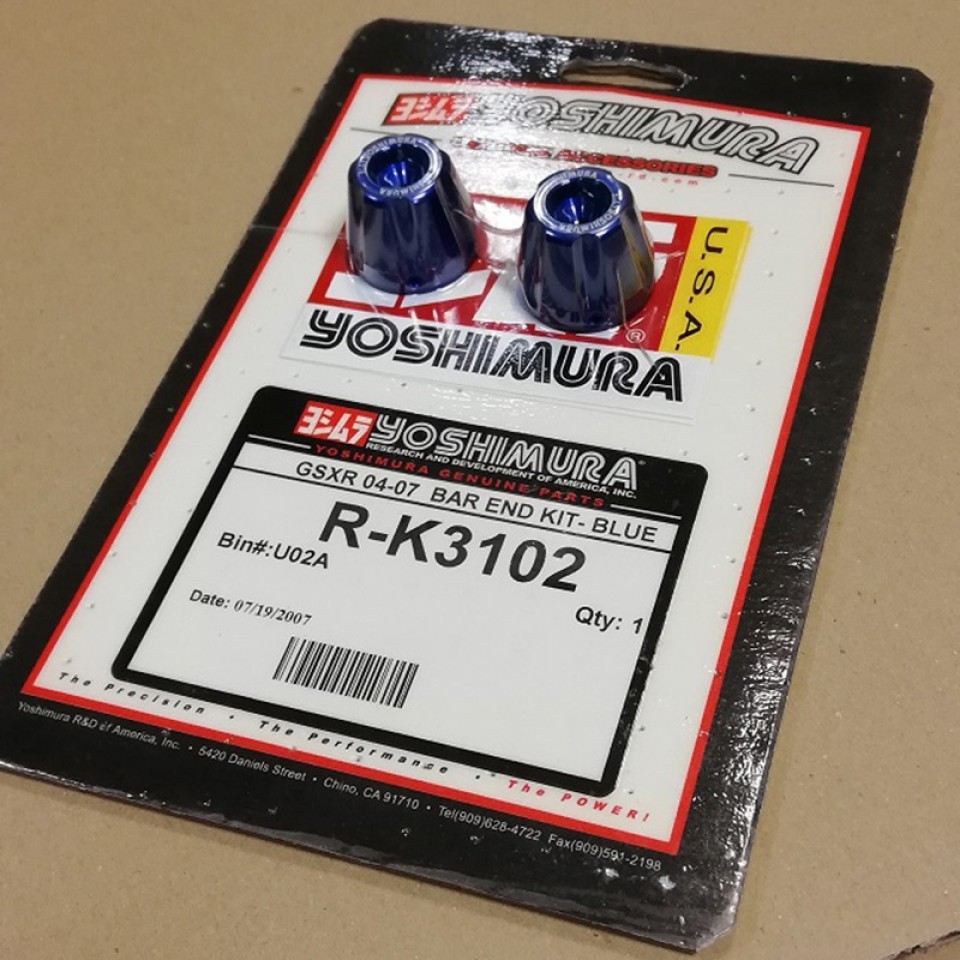 ヨシムラ YOSHIMURA
ACCESSORIES
YOSHIMURA
YOSHIMURA
YOSHIMURA
U.S.A.
YOSHIMURA ®
ヨシムラ YOSHIMURA
RESEARCH AND DEVELOPMENT OF AMERICA, INC.
YOSHIMURA GENUINE PARTS
GSXR 04-07 BAR END KIT- BLUE
R-K3102
Bin#:U02A
Date: 07/19/2007
Qty: 1
The Precision • The Performance • The POWER!
Yoshimura R&D of America, Inc. • 5420 Daniels Street • Chino, CA 91710 • Tel(909)628-4722 Fax(909)591-2198